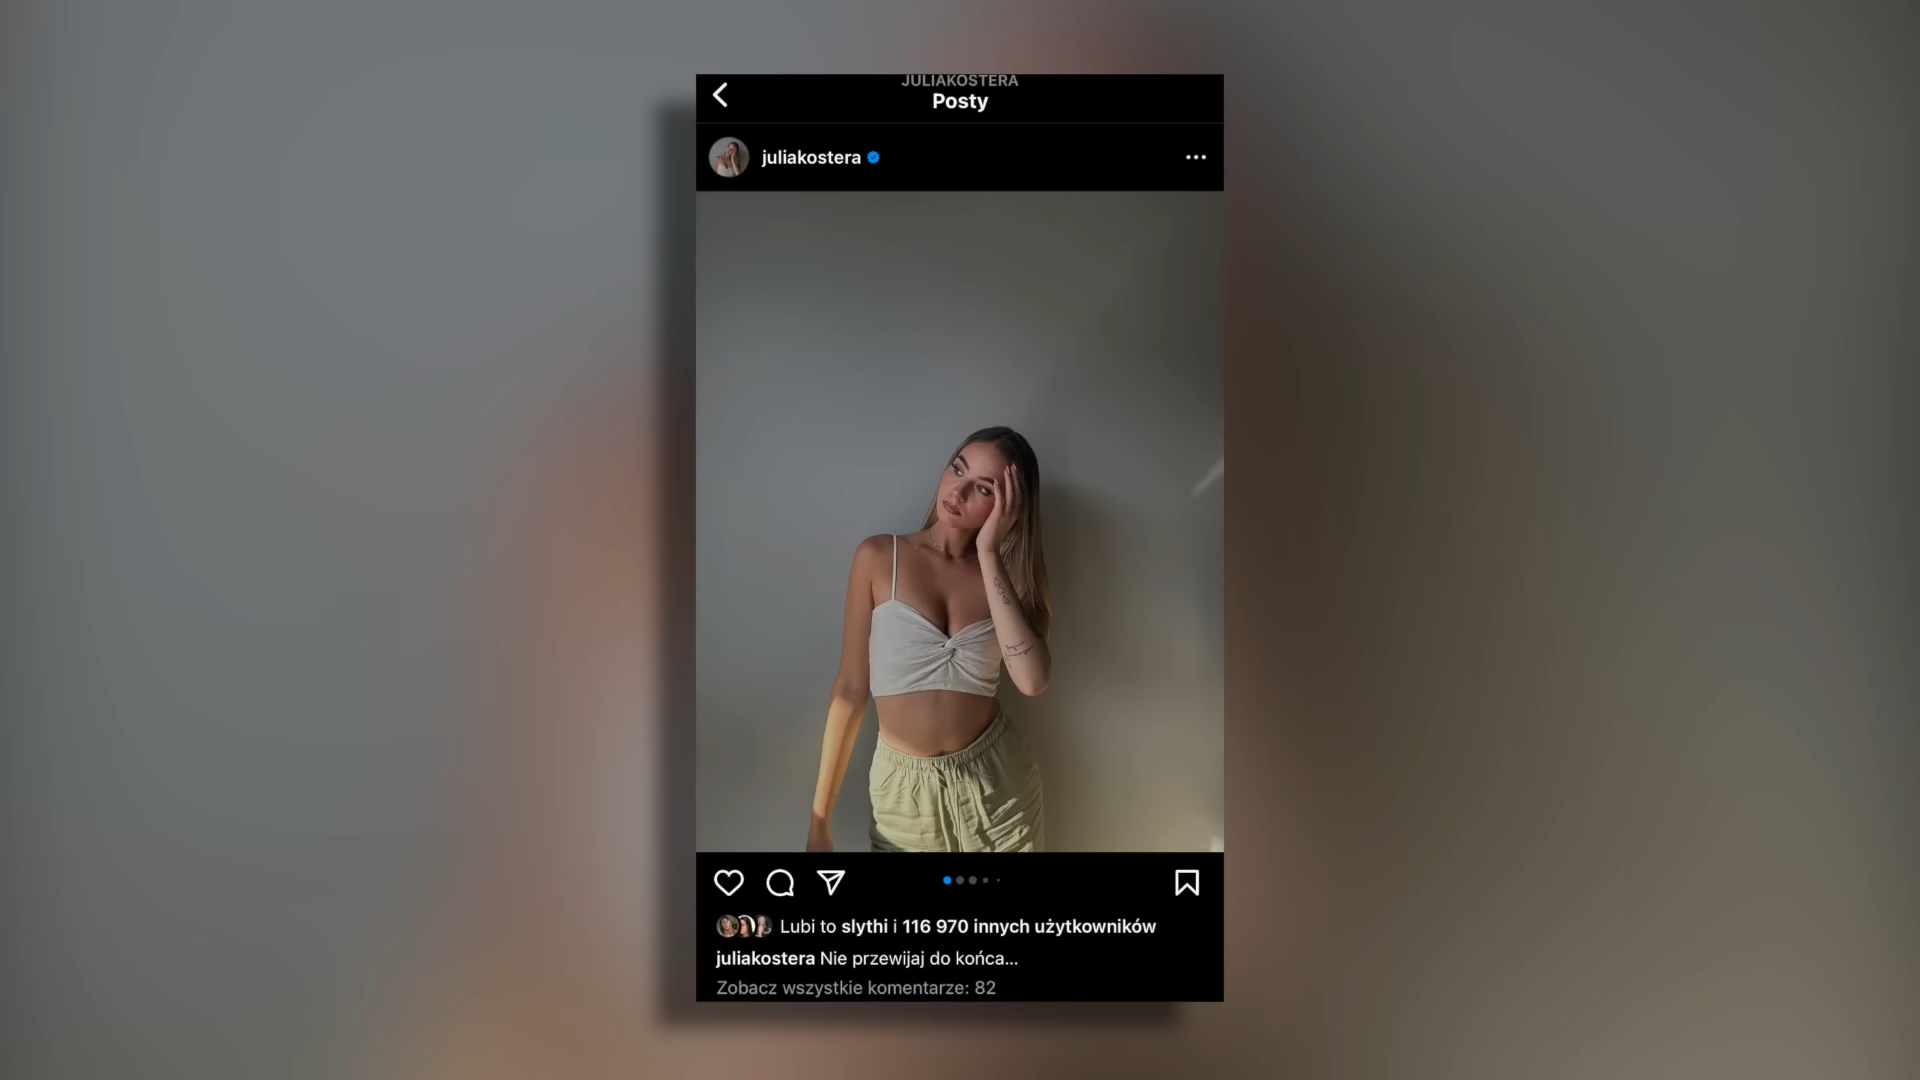 JULIAKOSTERA
Posty
juliakostera
Lubi to slythi i 116 970 innych użytkowników
juliakostera Nie przewijaj do końca...
Zobacz wszystkie komentarze: 82